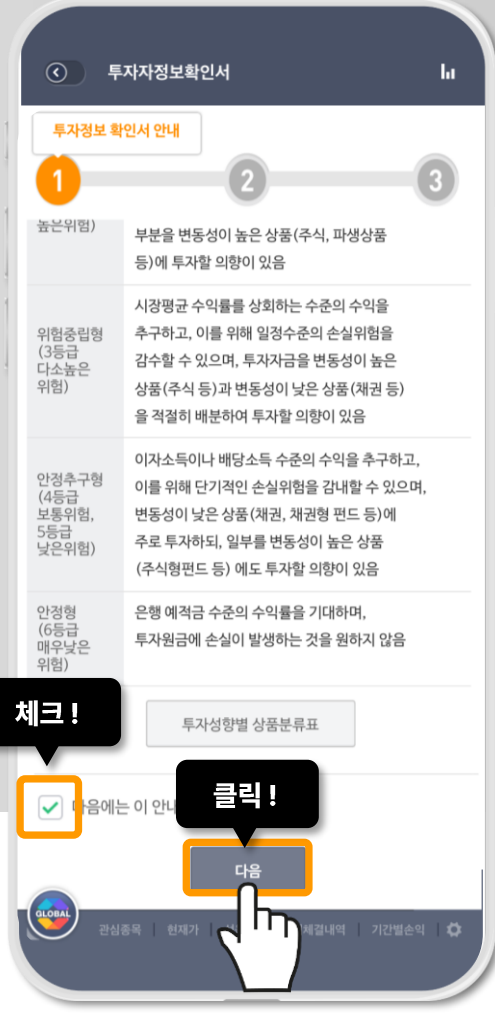 투자자정보확인서
투자정보 확인서 안내
1
2
3
높은위험)
부분을 변동성이 높은 상품(주식, 파생상품
등)에 투자할 의향이 있음
위험중립형
(3등급
다소높은
위험)
시장평균 수익률를 상회하는 수준의 수익을
추구하고, 이를 위해 일정수준의 손실위험을
감수할 수 있으며, 투자자금을 변동성이 높은
상품(주식 등)과 변동성이 낮은 상품(채권 등)
을 적절히 배분하여 투자할 의향이 있음
안정추구형
(4등급
보통위험,
5등급
낮은위험)
이자소득이나 배당소득 수준의 수익을 추구하고,
이를 위해 단기적인 손실위험을 감내할 수 있으며,
변동성이 낮은 상품(채권, 채권형 펀드 등)에
주로 투자하되, 일부를 변동성이 높은 상품
(주식형펀드 등) 에도 투자할 의향이 있음
안정형
(6등급
매우낮은
위험)
은행 예적금 수준의 수익률을 기대하며,
투자원금에 손실이 발생하는 것을 원하지 않음
체크 !
투자성향별 상품분류표
클릭 !
다음에는 이 안내
다음
GLOBAL
관심종목
현재가
체결내역
기간별손익